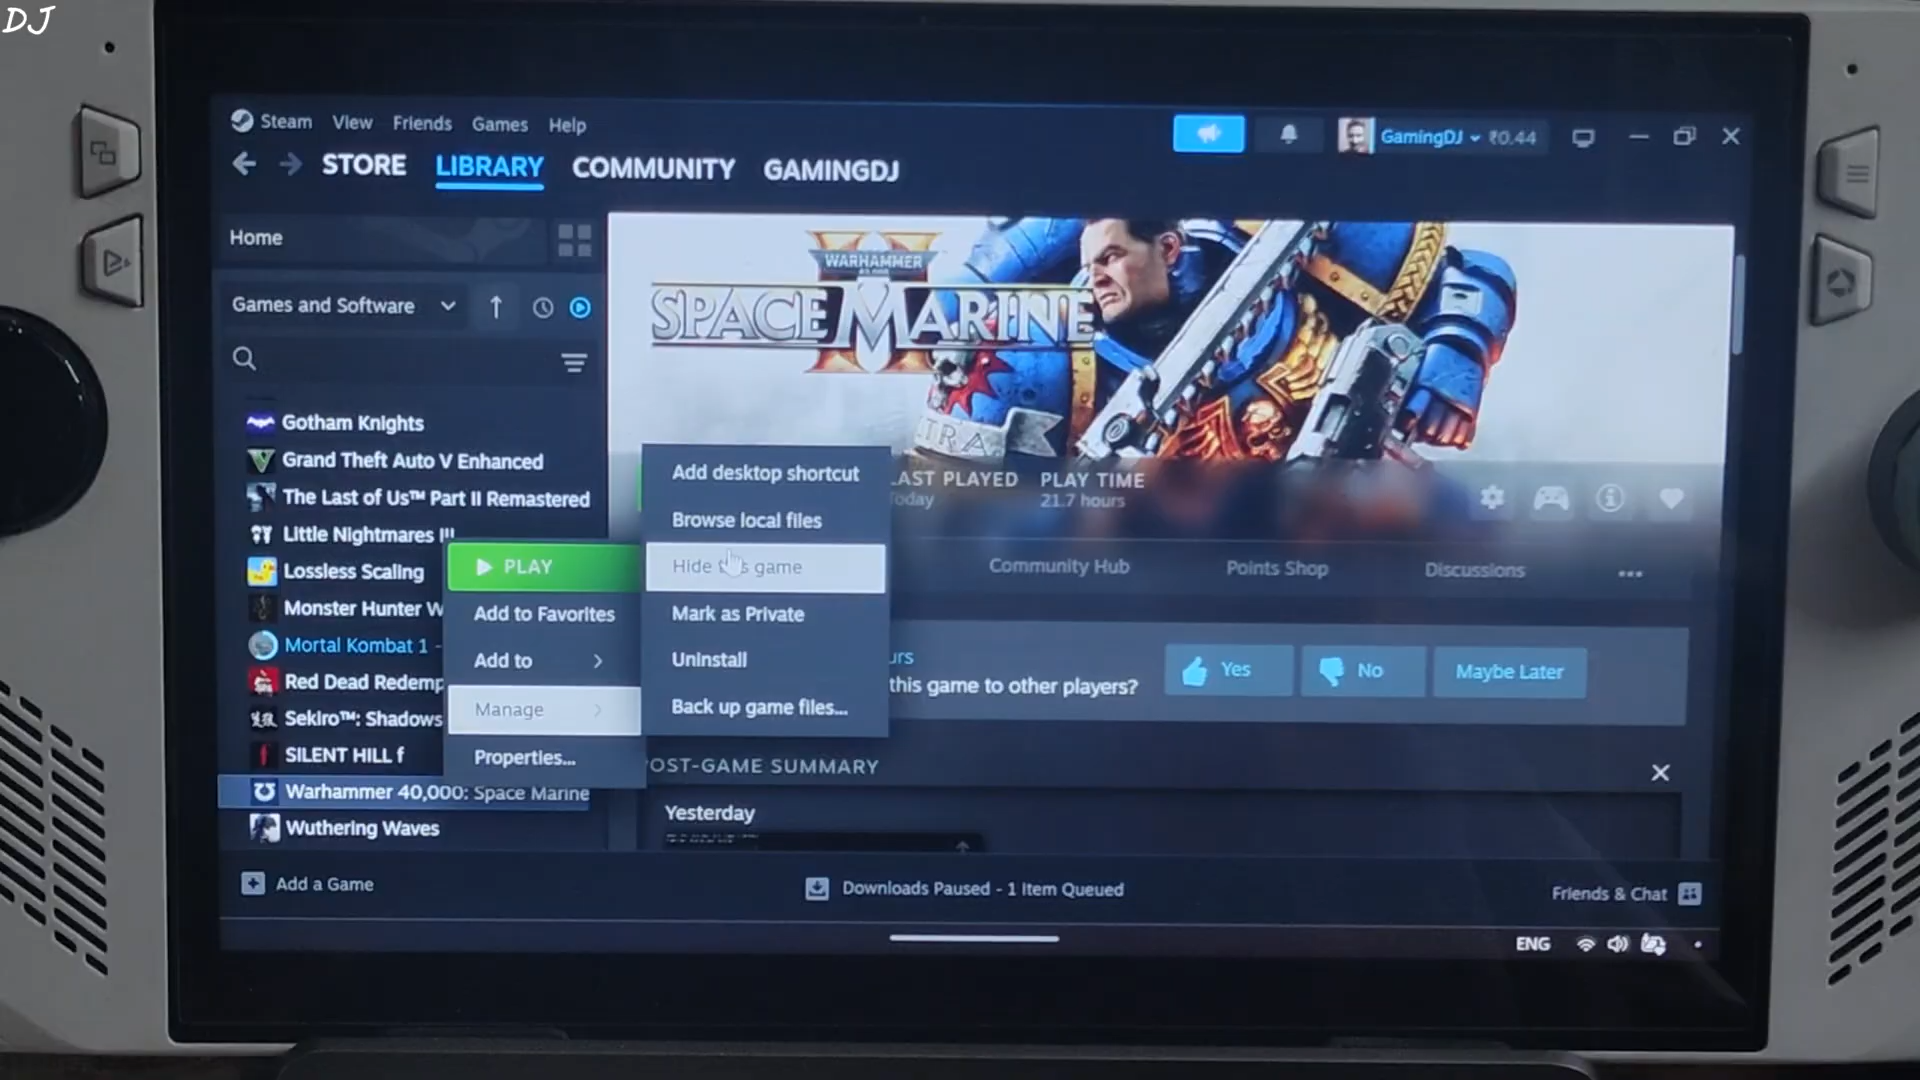 DJ
Steam View Friends Games Help
GamingDJ ₹0.44
STORE LIBRARY COMMUNITY GAMINGDJ
Home
WARHAMMER
SPACE MARINE
Games and Software
Gotham Knights
Grand Theft Auto V Enhanced
The Last of Us™ Part II Remastered
Little Nightmares III
Lossless Scaling
Monster Hunter W
Mortal Kombat 1 -
Red Dead Redemp
Sekiro™: Shadows
SILENT HILL f
Warhammer 40,000: Space Marine
Wuthering Waves
PLAY
Add to Favorites
Add to
Manage
Properties...
Add desktop shortcut
Browse local files
Hide this game
Mark as Private
Uninstall
Back up game files...
LAST PLAYED PLAY TIME
Today 21.7 hours
TRA
Community Hub Points Shop Discussions
urs
this game to other players?
Yes No Maybe Later
POST-GAME SUMMARY
Yesterday
Add a Game
Downloads Paused - 1 Item Queued
Friends & Chat
ENG